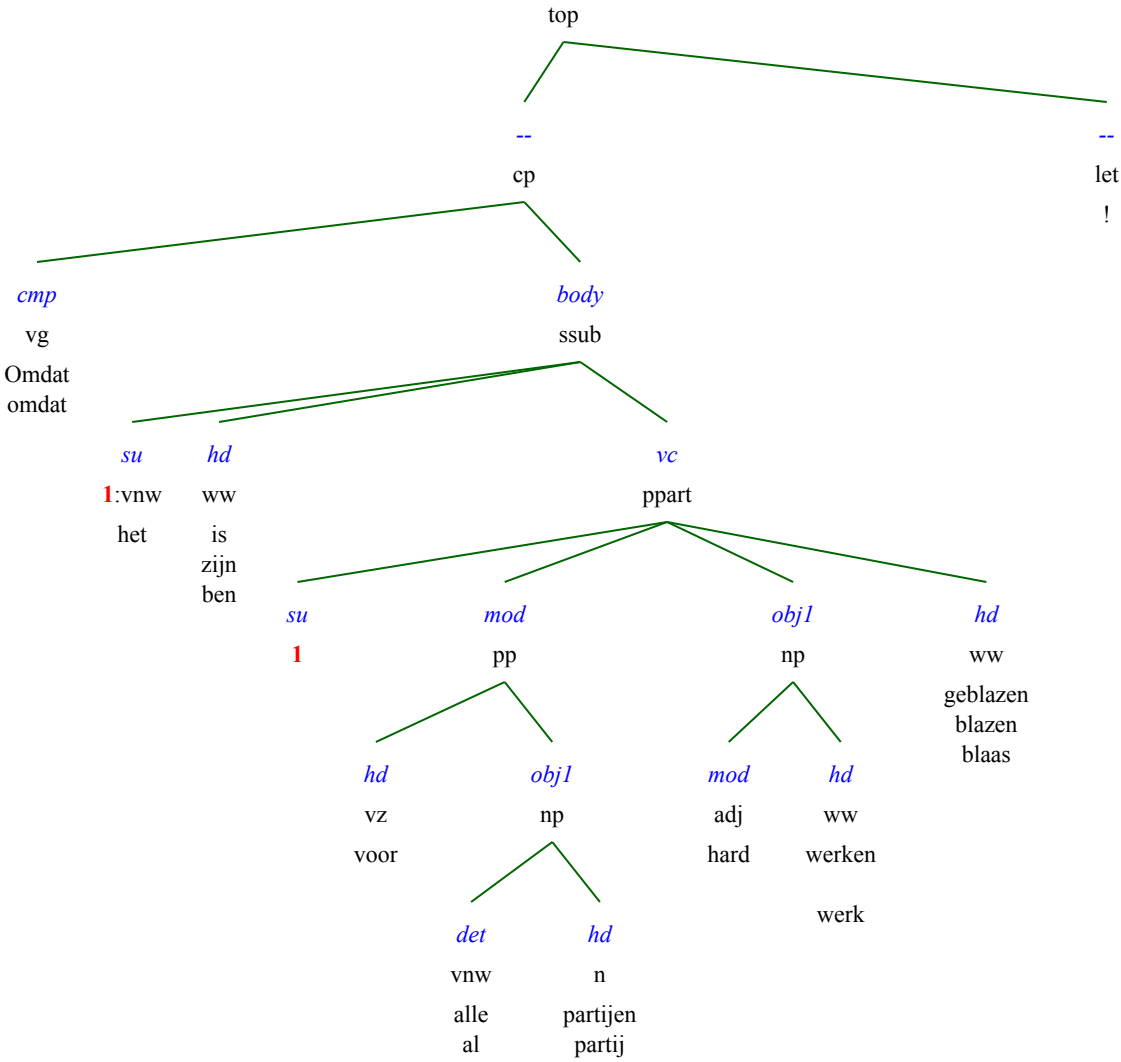 top
-- --
cp let
!
cmp body
vg ssub
Omdat
omdat
su hd vc
1:vnw ww ppart
het is
zijn
ben
su mod obj1 hd
1 pp np ww
geblazen
blazen
blaas
hd obj1 mod hd
vz np adj ww
voor hard werken
werk
det hd
vnw n
alle partijen
al partij